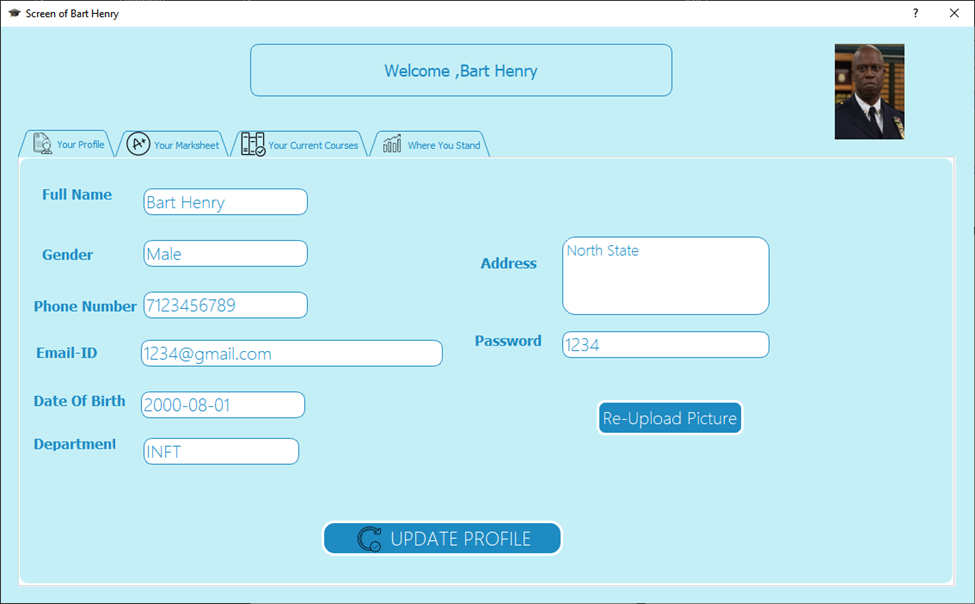 Screen of Bart Henry
?
Welcome ,Bart Henry
Your Profile
A+
Your Marksheet
Your Current Courses
Where You Stand
Full Name
Bart Henry
Gender
Male
Phone Number
7123456789
Email-ID
1234@gmail.com
Date Of Birth
2000-08-01
Department
INFT
Address
North State
Password
1234
Re-Upload Picture
UPDATE PROFILE